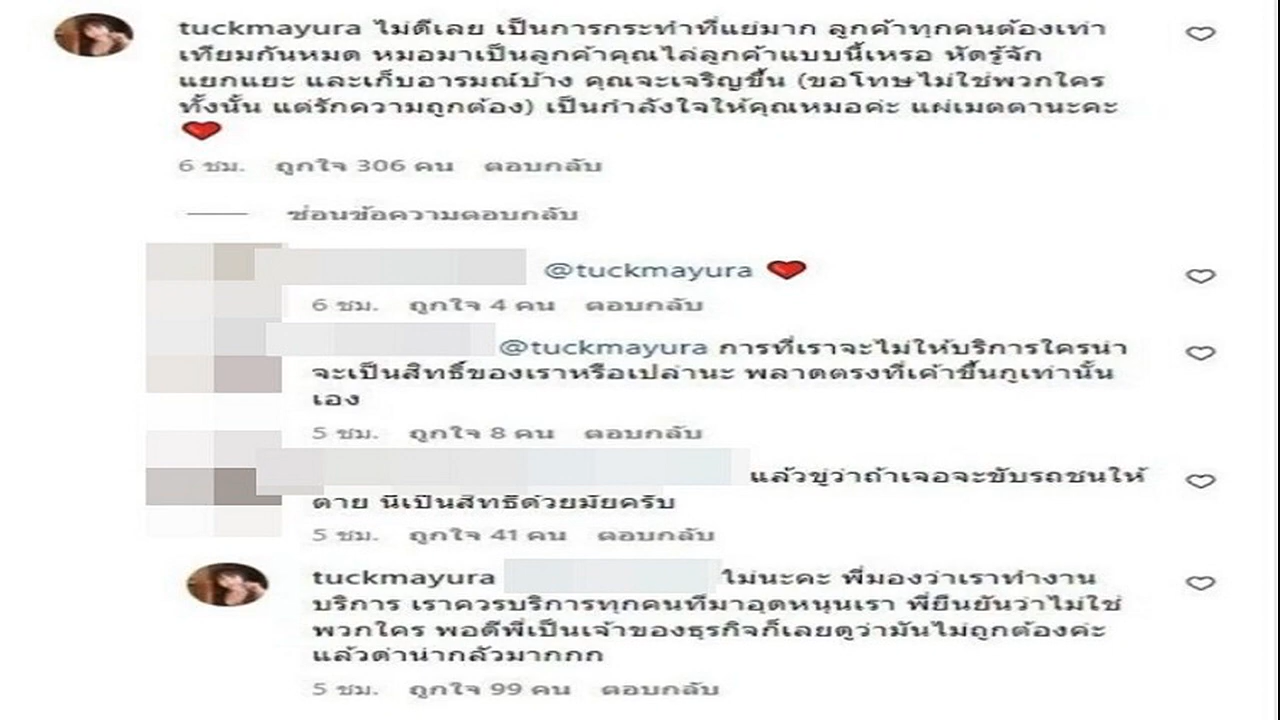 tuckmayura ไม่ดีเลย เป็นการกระทำที่แย่มาก ลูกค้าทุกคนต้องเท่า
เทียมกันหมด หมอมาเป็นลูกค้าคุณไล่ลูกค้าแบบนี้เหรอ หัดรู้จัก
แยกแยะ และเก็บอารมณ์บ้าง คุณจะเจริญขึ้น (ขอโทษไม่ใช่พวกใคร
ทั้งนั้น แต่รักความถูกต้อง) เป็นกำลังใจให้คุณหมอค่ะ แผ่เมตตานะคะ
❤️
6 ชม. ถูกใจ 306 คน ตอบกลับ
ซ่อนข้อความตอบกลับ
@tuckmayura ❤️
6 ชม. ถูกใจ 4 คน ตอบกลับ
@tuckmayura การที่เราจะไม่ให้บริการใครน่า
จะเป็นสิทธิ์ของเราหรือเปล่านะ พลาดตรงที่เค้าขึ้นกูเท่านั้น
เอง
5 ชม. ถูกใจ 8 คน ตอบกลับ
แล้วขู่ว่าถ้าเจอจะขับรถชนให้
ตาย นี่เป็นสิทธิด้วยมั้ยครับ
5 ชม. ถูกใจ 41 คน ตอบกลับ
tuckmayura ไม่นะคะ พี่มองว่าเราทำงาน
บริการ เราควรบริการทุกคนที่มาอุดหนุนเรา พี่ยืนยันว่าไม่ใช่
พวกใคร พอดีพี่เป็นเจ้าของธุรกิจก็เลยดูว่ามันไม่ถูกต้องค่ะ
แล้วด่าน่ากลัวมากกก
5 ชม. ถูกใจ 99 คน ตอบกลับ